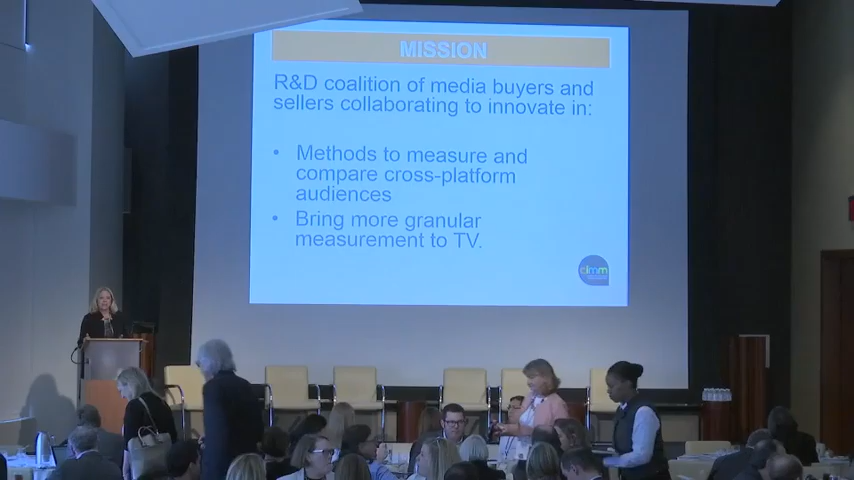 MISSION
R&D coalition of media buyers and
sellers collaborating to innovate in:
• Methods to measure and
compare cross-platform
audiences
• Bring more granular
measurement to TV.
cimm